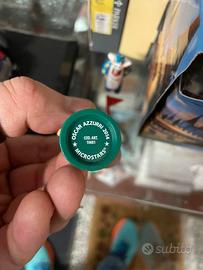 OSCAR AZZURRI 2014
COD. ART.
MICROSTARS®
subito